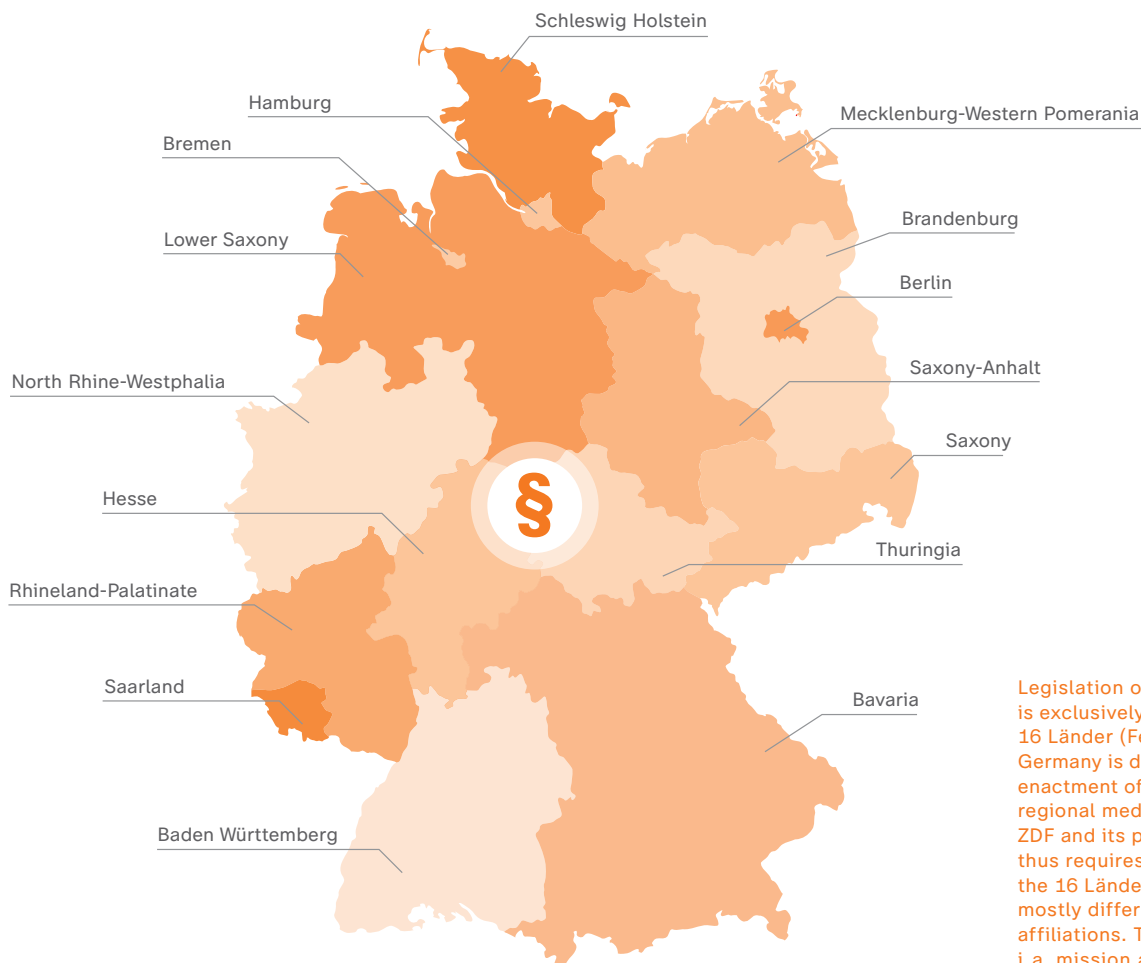 Schleswig Holstein
Hamburg
Mecklenburg-Western Pomerania
Bremen
Brandenburg
Lower Saxony
Berlin
Saxony-Anhalt
North Rhine-Westphalia
Saxony
Hesse
§
Thuringia
Rhineland-Palatinate
Saarland
Bavaria
Baden Württemberg
Legislation o
is exclusively
16 Länder (Fe
Germany is d
enactment of
regional med
ZDF and its p
thus requires
the 16 Lände
mostly differ
affiliations. T
i.a. mission a